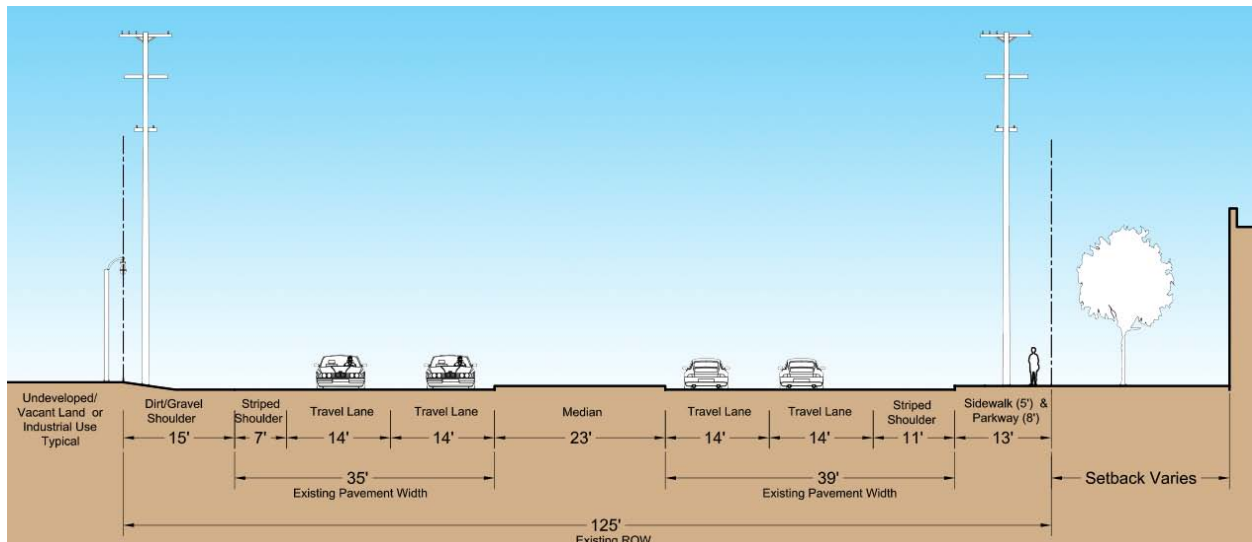 Undeveloped/
Vacant Land or
Industrial Use
Typical
Dirt/Gravel
Shoulder
15'
Striped
Shoulder
7'
Travel Lane
14'
Travel Lane
14'
Median
23'
Travel Lane
14'
Travel Lane
14'
Striped
Shoulder
11'
Sidewalk (5') &
Parkway (8')
13'
35'
Existing Pavement Width
39'
Existing Pavement Width
Setback Varies
125'
Existing ROW